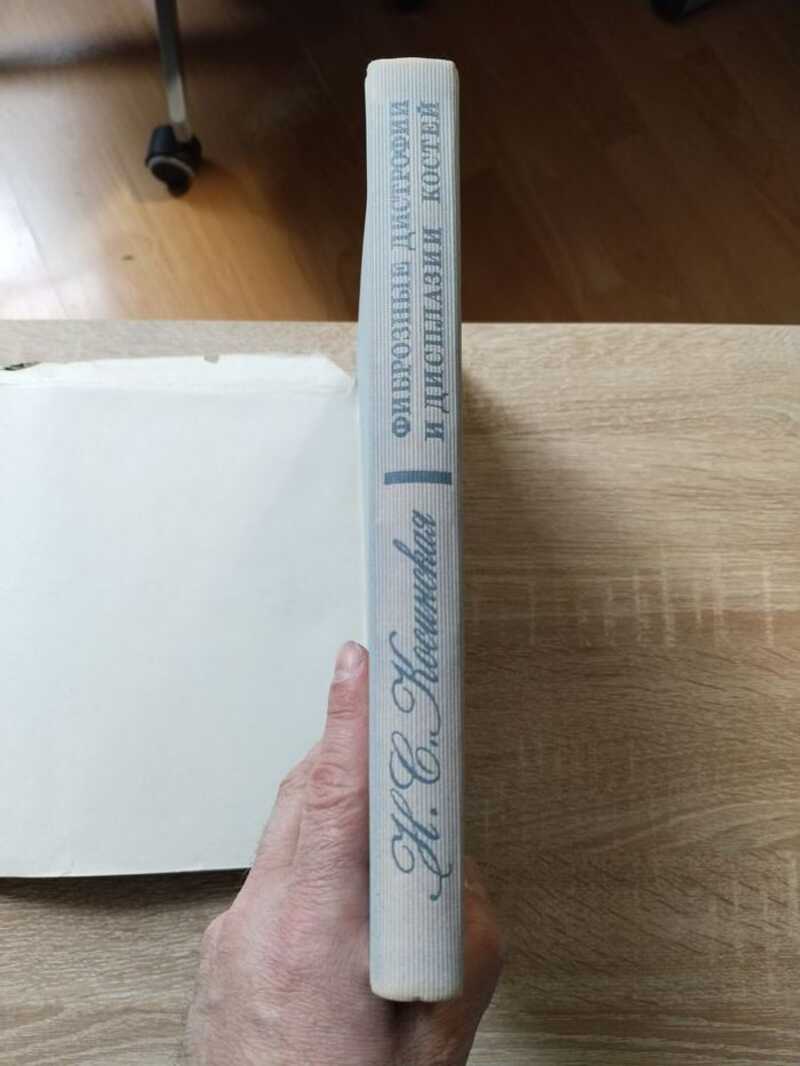 Н. С. Косинская
ФИБРОЗНЫЕ ДИСТРОФИИ
И ДИСПЛАЗИИ КОСТЕЙ